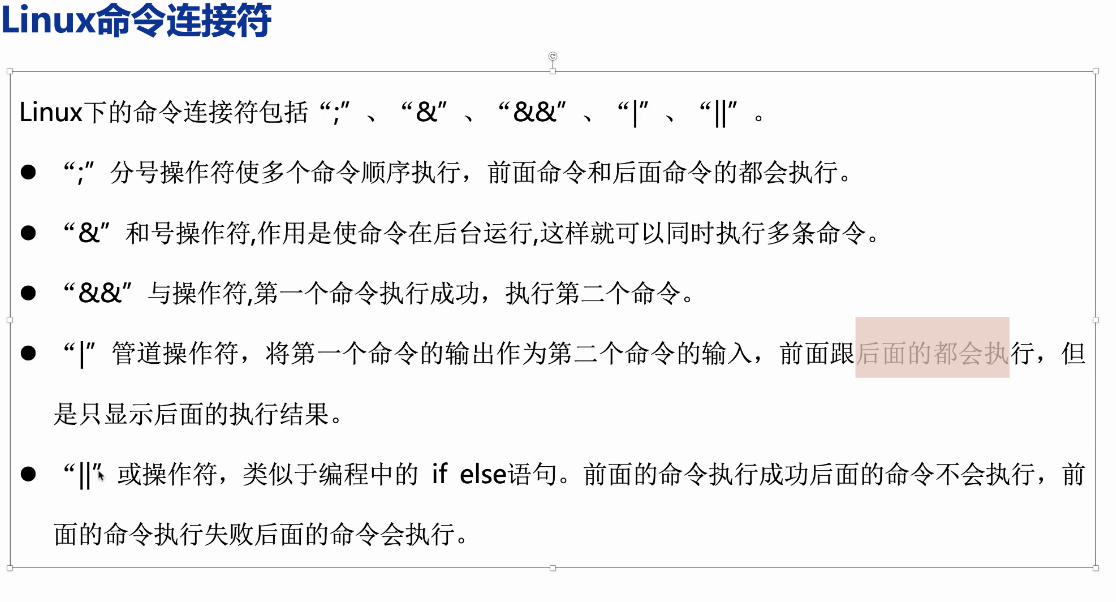 Linux命令连接符
Linux下的命令连接符包括“;”、“&”、“&&”、“|”、“||”。
● “;”分号操作符使多个命令顺序执行，前面命令和后面命令的都会执行。
● “&”和号操作符,作用是使命令在后台运行,这样就可以同时执行多条命令。
● “&&”与操作符,第一个命令执行成功，执行第二个命令。
● “|”管道操作符，将第一个命令的输出作为第二个命令的输入，前面跟后面的都会执行，但
是只显示后面的执行结果。
● “||”或操作符，类似于编程中的 if else语句。前面的命令执行成功后面的命令不会执行，前
面的命令执行失败后面的命令会执行。